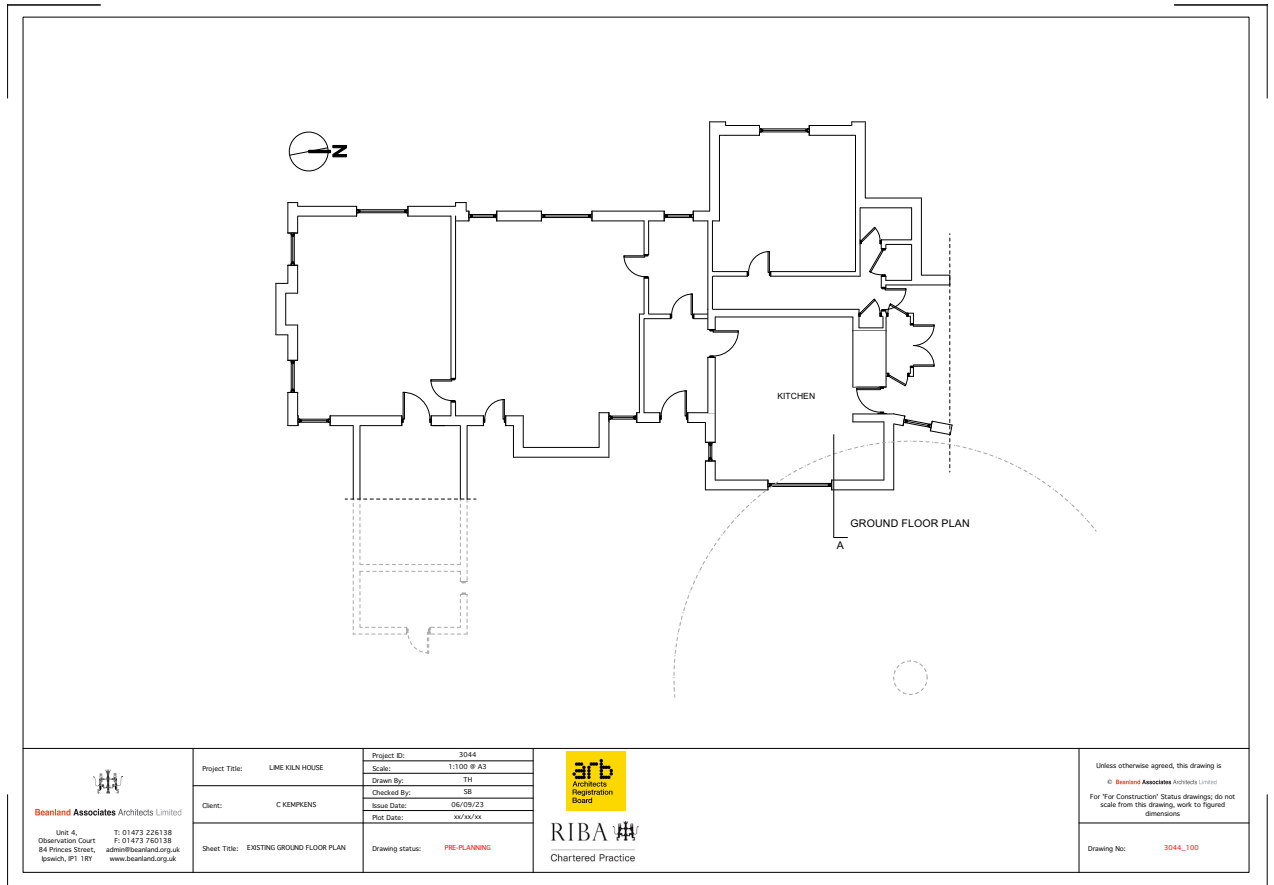 N
KITCHEN
GROUND FLOOR PLAN
A
Beanland Associates Architects Limited
Unit 4,
Observation Court
84 Princes Street,
Ipswich, IP1 1RY
T: 01473 226138
F: 01473 760138
admin@beanland.org.uk
www.beanland.org.uk
Project Title: LIME KILN HOUSE
Client: C KEMPKENS
Sheet Title: EXISTING GROUND FLOOR PLAN
Project ID: 3044
Scale: 1:100 @ A3
Drawn By: TH
Checked By: SB
Issue Date: 06/09/23
Plot Date: xx/xx/xx
Drawing status: PRE-PLANNING
arb
Architects
Registration
Board
RIBA
Chartered Practice
Unless otherwise agreed, this drawing is
© Beanland Associates Architects Limited
For 'For Construction' Status drawings; do not
scale from this drawing, work to figured
dimensions
Drawing No: 3044_100